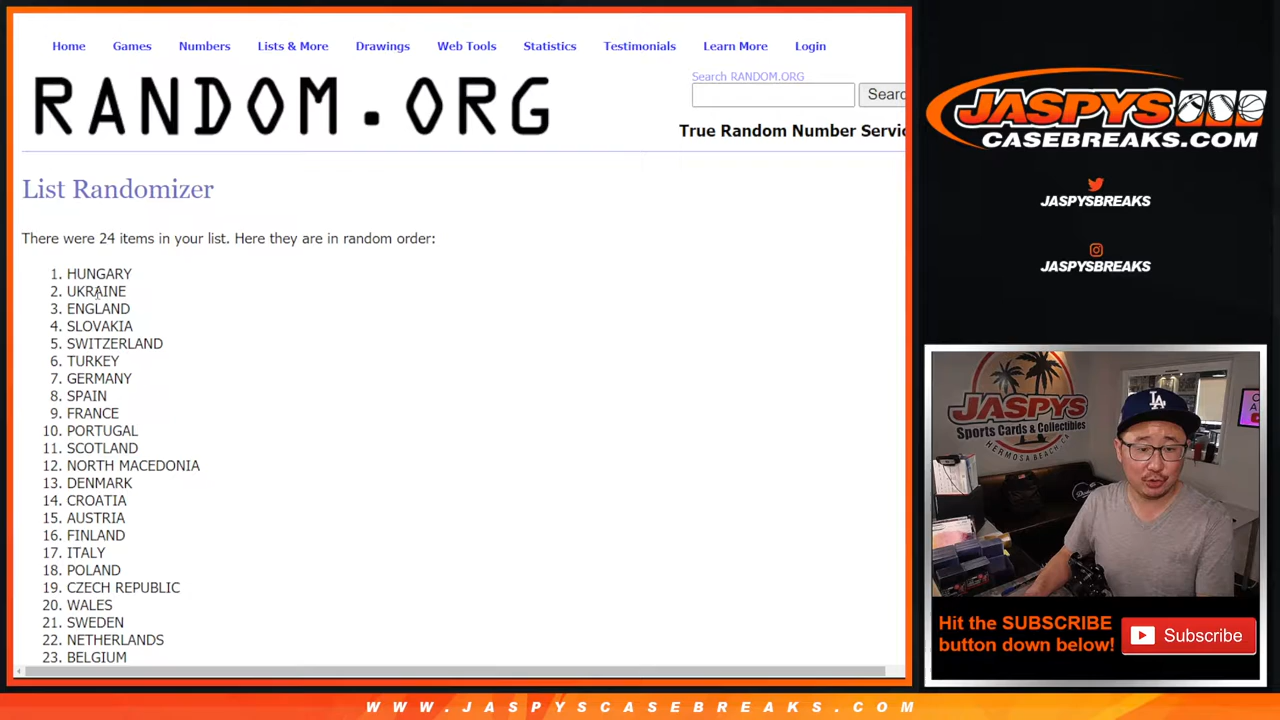 Home Games Numbers Lists & More Drawings Web Tools Statistics Testimonials Learn More Login
RANDOM.ORG
Search RANDOM.ORG
Searc
True Random Number Servic
List Randomizer
There were 24 items in your list. Here they are in random order:
1. HUNGARY
2. UKRAINE
3. ENGLAND
4. SLOVAKIA
5. SWITZERLAND
6. TURKEY
7. GERMANY
8. SPAIN
9. FRANCE
10. PORTUGAL
11. SCOTLAND
12. NORTH MACEDONIA
13. DENMARK
14. CROATIA
15. AUSTRIA
16. FINLAND
17. ITALY
18. POLAND
19. CZECH REPUBLIC
20. WALES
21. SWEDEN
22. NETHERLANDS
23. BELGIUM
JASPYS
CASEBREAKS.COM
JASPYSBREAKS
JASPYSBREAKS
JASPYS
Sports Cards & Collectibles
HERMOSA BEACH, CA
LA
Hit the SUBSCRIBE
button down below!
Subscribe
WWW.JASPYSCASEBREAKS.COM